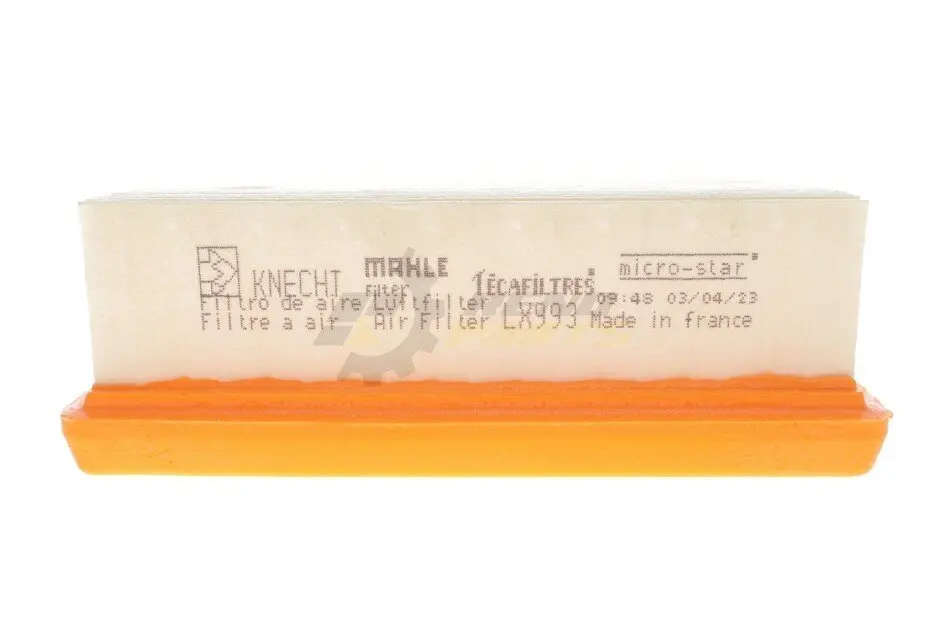 KNECHT MAHLE Filter TECAFILTRES micro-star
Filtro de aire Luftfilter 09:48 03/04/23
Filtre a air Air Filter LX993 Made in france